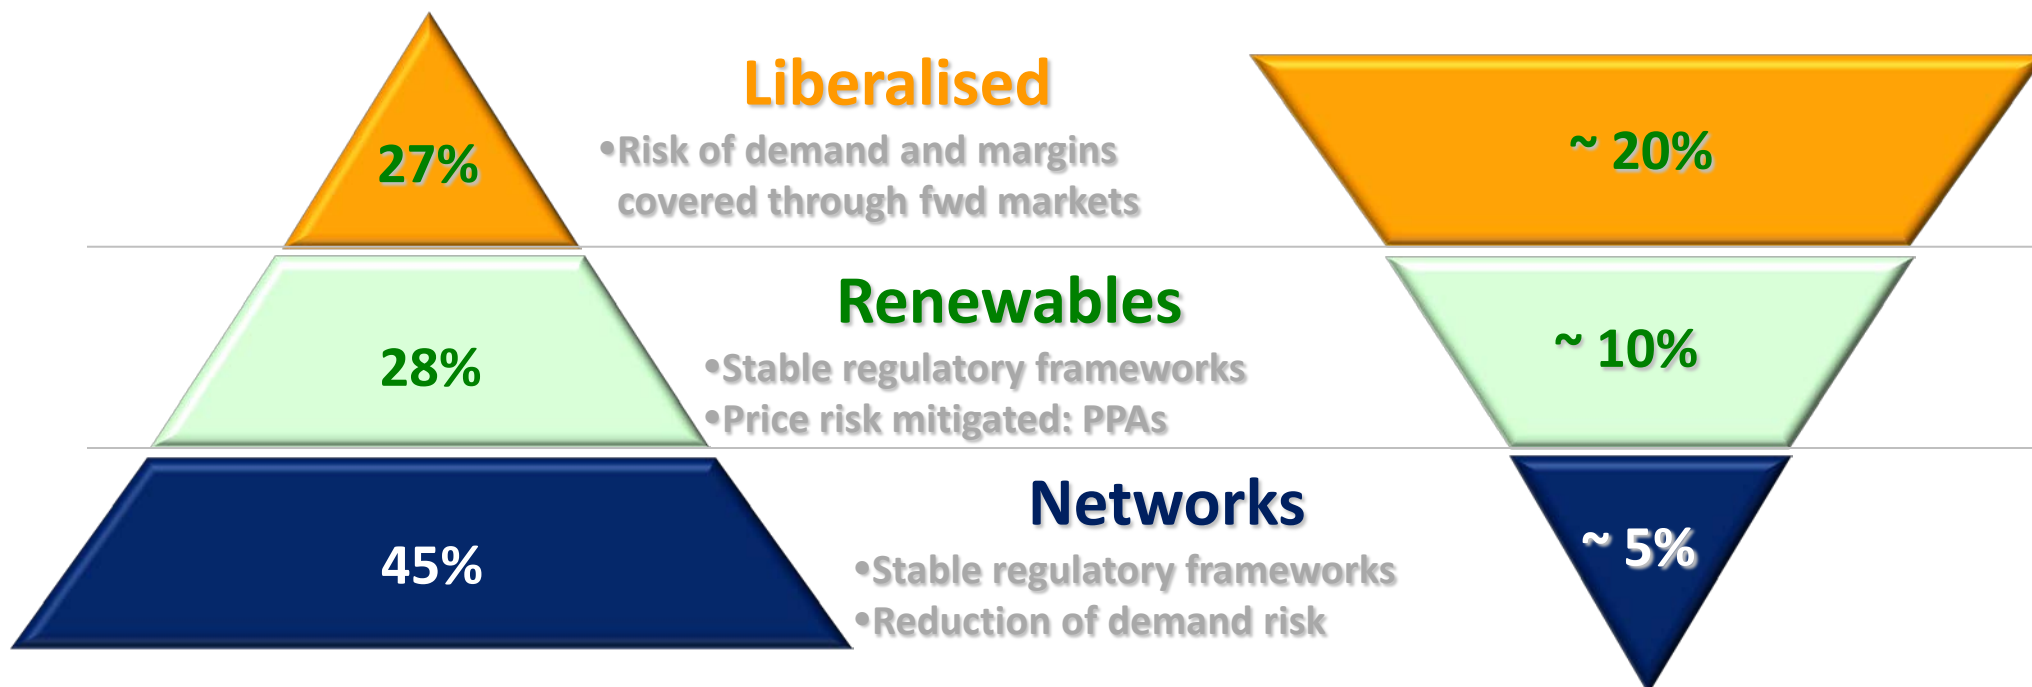 Liberalised
27%
•Risk of demand and margins
covered through fwd markets
~ 20%
Renewables
28%
•Stable regulatory frameworks
•Price risk mitigated: PPAs
~ 10%
Networks
45%
•Stable regulatory frameworks
•Reduction of demand risk
~ 5%